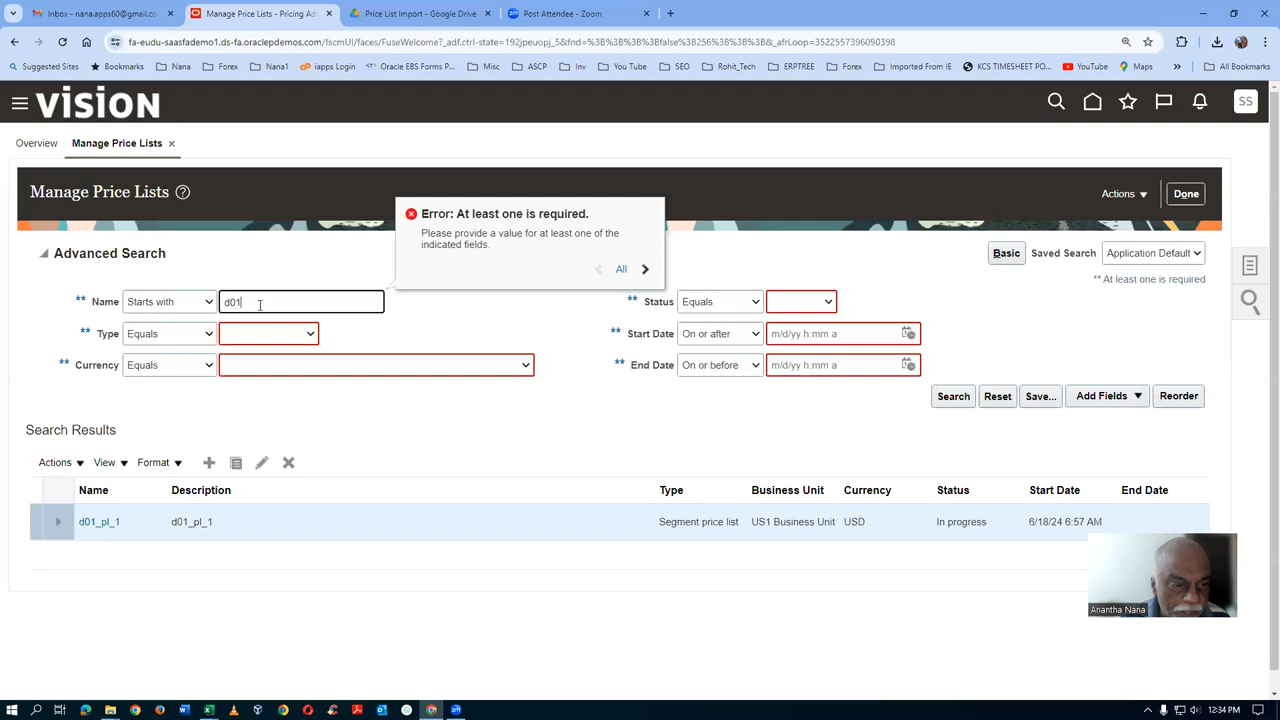 Inbox - nana.apps60@gmail.co
Manage Price Lists - Pricing Ad
Price List Import - Google Drive
Post Attendee - Zoom
fa-eudu-saasfademo1.ds-fa.oraclepdemos.com/fscmUI/faces/FuseWelcome?_adf.ctrl-state=192jpeuopj_5&fnd=%3B%3B%3B%3Bfalse%3B256%3B%3B%3B&_afrLoop=3522557396090398
Suggested Sites Bookmarks Nana Forex Nana1 iapps Login Oracle EBS Forms P... Misc ASCP Inv You Tube SEO Rohit_Tech ERPTREE Forex Imported From IE KCS TIMESHEET PO... YouTube Maps All Bookmarks
VISION
SS
Overview Manage Price Lists
Manage Price Lists
Actions Done
Error: At least one is required.
Please provide a value for at least one of the
indicated fields.
All
Advanced Search
Basic Saved Search Application Default
** At least one is required
** Name Starts with d01 ** Status Equals
** Type Equals ** Start Date On or after m/d/yy h:mm a
** Currency Equals ** End Date On or before m/d/yy h:mm a
Search Reset Save... Add Fields Reorder
Search Results
Actions View Format
Name Description Type Business Unit Currency Status Start Date End Date
d01_pl_1 d01_pl_1 Segment price list US1 Business Unit USD In progress 6/18/24 6:57 AM
Anantha Nana
12:34 PM